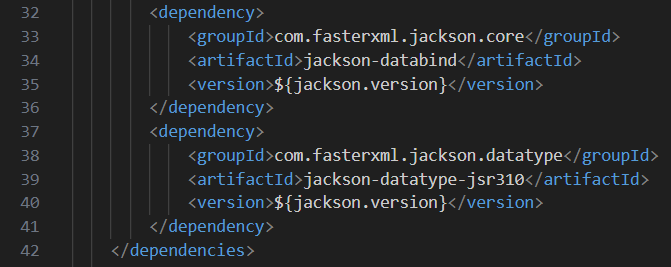 32 <dependency>
33 <groupId>com.fasterxml.jackson.core</groupId>
34 <artifactId>jackson-databind</artifactId>
35 <version>${jackson.version}</version>
36 </dependency>
37 <dependency>
38 <groupId>com.fasterxml.jackson.datatype</groupId>
39 <artifactId>jackson-datatype-jsr310</artifactId>
40 <version>${jackson.version}</version>
41 </dependency>
42 </dependencies>